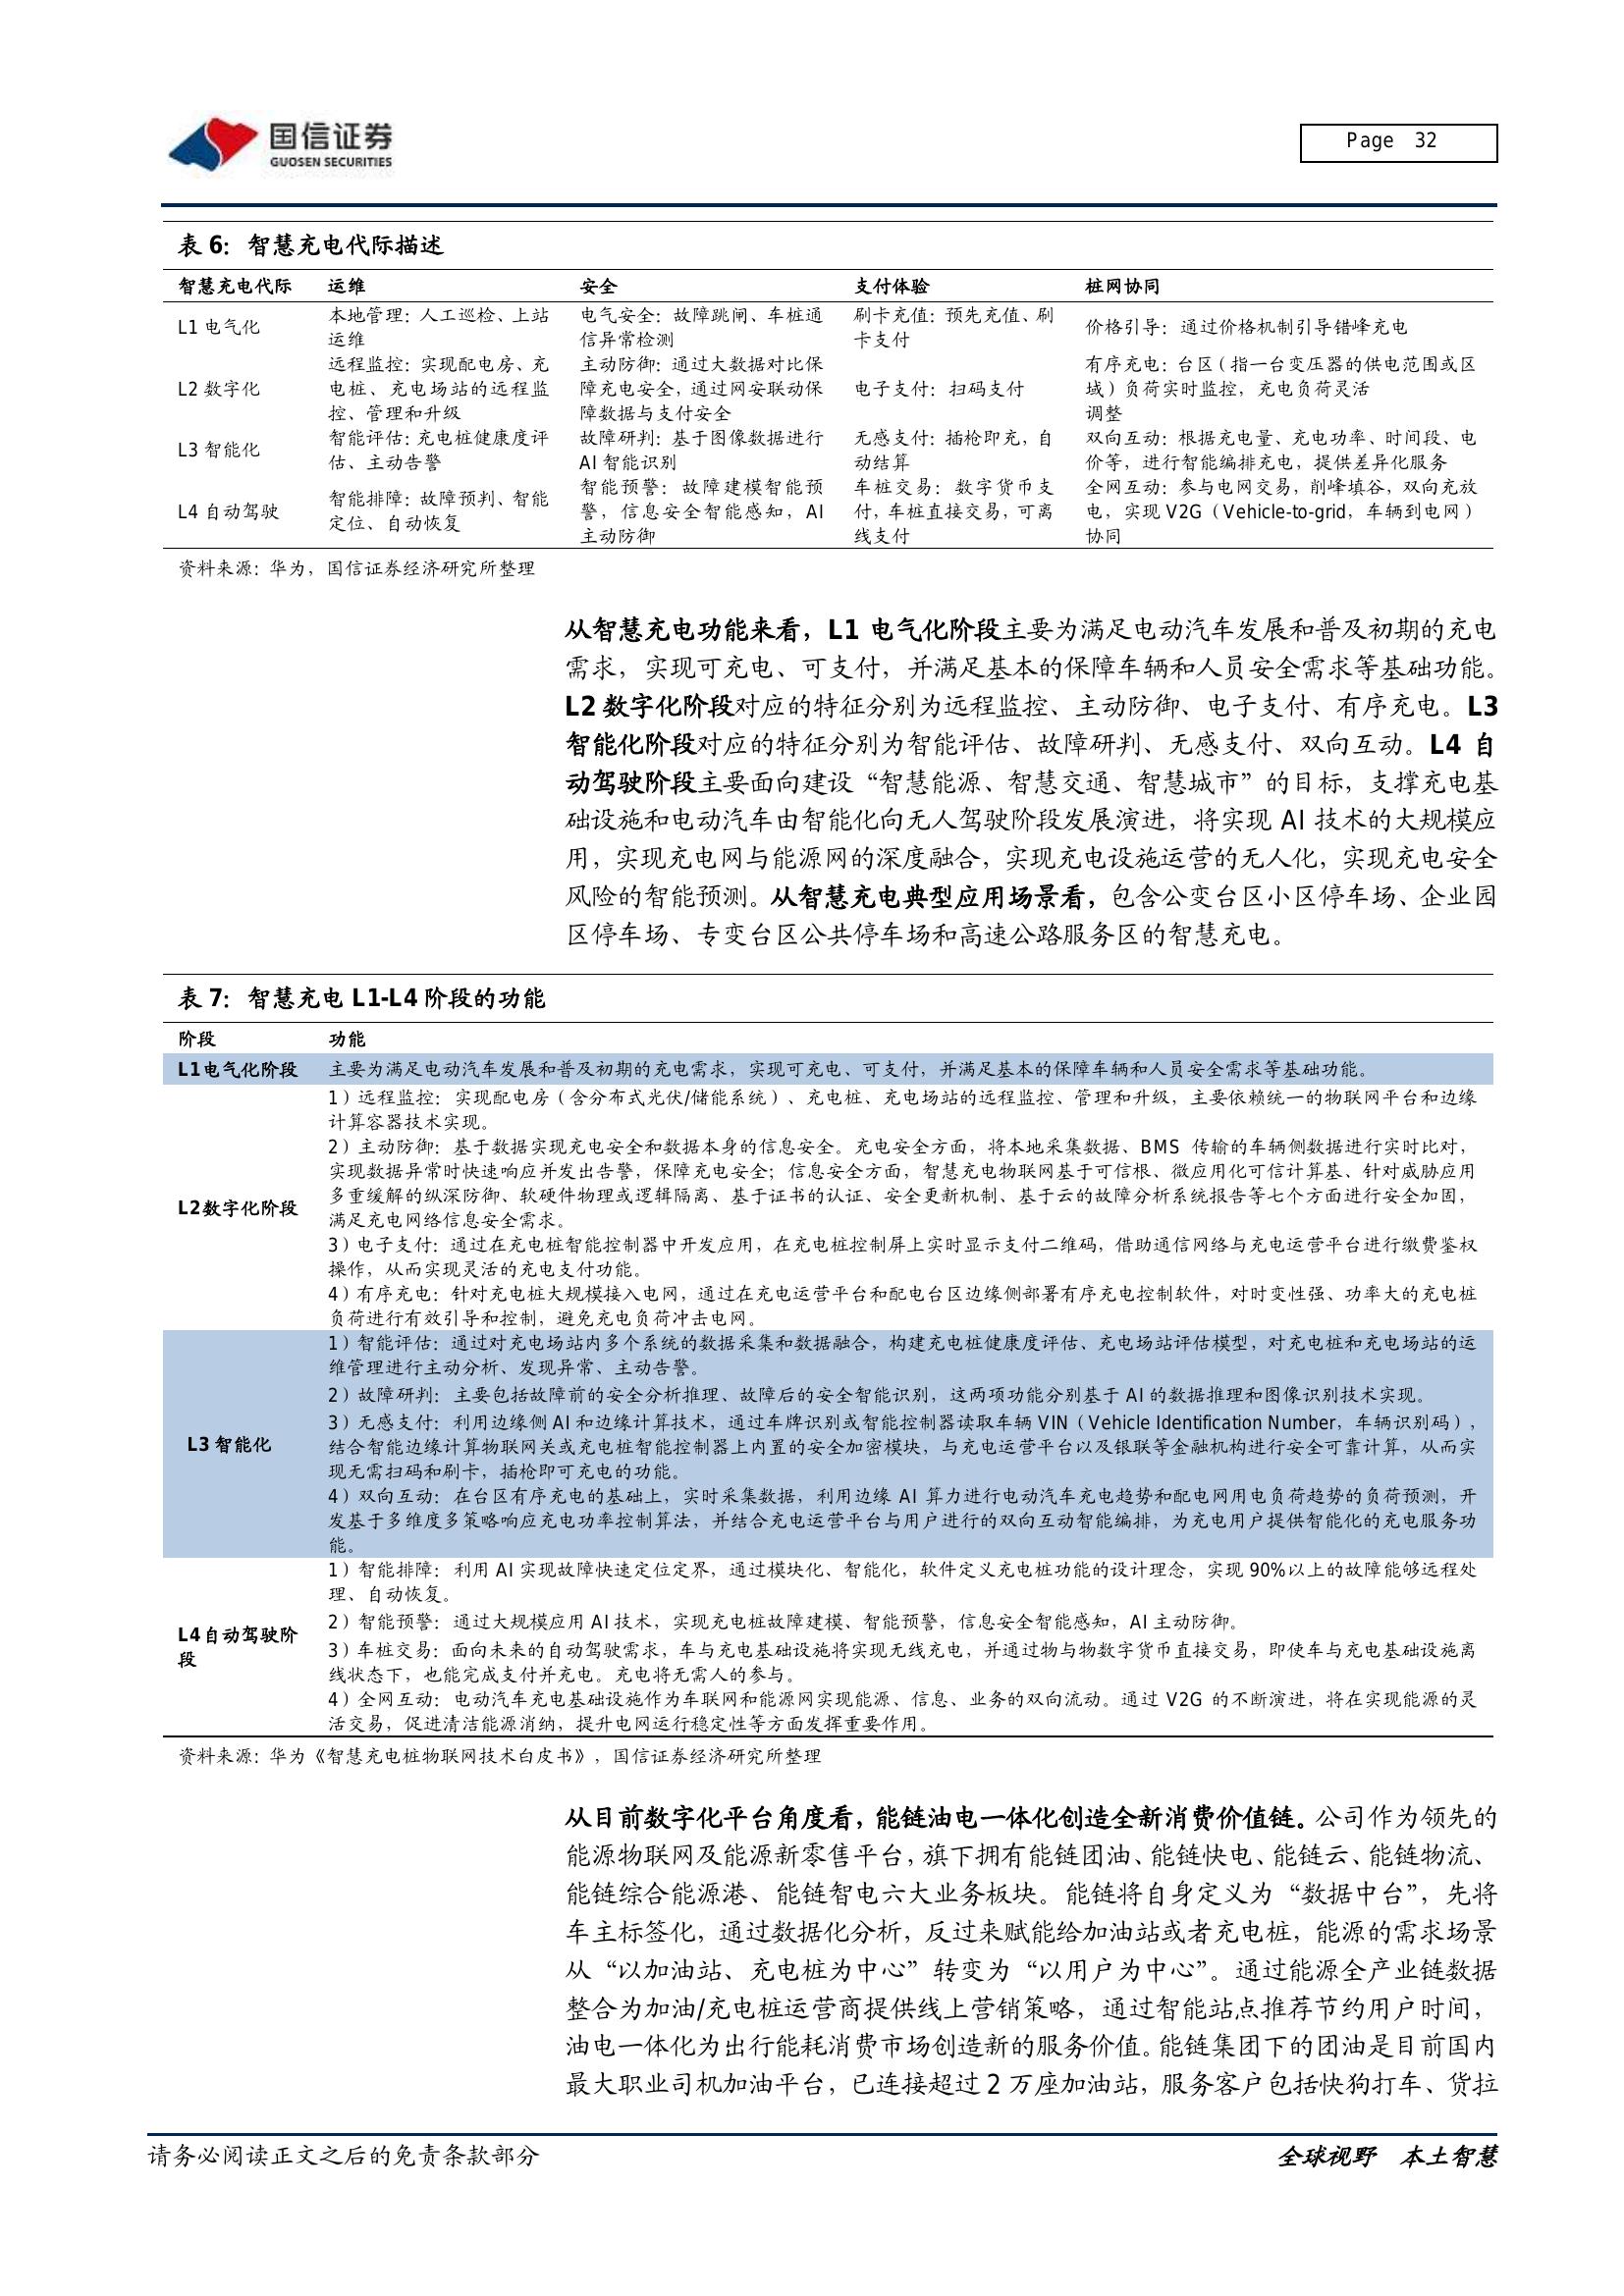 国信证券
GUOSEN SECURITIES
Page 32
表 6：智慧充电代际描述
智慧充电代际 运维 安全 支付体验 桩网协同
L1 电气化
本地管理：人工巡检、上站
运维
电气安全：故障跳闸、车桩通
信异常检测
刷卡充值：预先充值、刷
卡支付
价格引导：通过价格机制引导错峰充电
L2 数字化
远程监控：实现配电房、充
电桩、充电场站的远程监
控、管理和升级
主动防御：通过大数据对比保
障充电安全，通过网安联动保
障数据与支付安全
电子支付：扫码支付
有序充电：台区（指一台变压器的供电范围或区
域）负荷实时监控，充电负荷灵活
调整
L3 智能化
智能评估：充电桩健康度评
估、主动告警
故障研判：基于图像数据进行
AI 智能识别
无感支付：插枪即充，自
动结算
双向互动：根据充电量、充电功率、时间段、电
价等，进行智能编排充电，提供差异化服务
L4 自动驾驶
智能排障：故障预判、智能
定位、自动恢复
智能预警：故障建模智能预
警，信息安全智能感知，AI
主动防御
车桩交易：数字货币支
付，车桩直接交易，可离
线支付
全网互动：参与电网交易，削峰填谷，双向充放
电，实现 V2G（Vehicle-to-grid，车辆到电网）
协同
资料来源：华为，国信证券经济研究所整理
从智慧充电功能来看，L1 电气化阶段主要为满足电动汽车发展和普及初期的充电
需求，实现可充电、可支付，并满足基本的保障车辆和人员安全需求等基础功能。
L2 数字化阶段对应的特征分别为远程监控、主动防御、电子支付、有序充电。L3
智能化阶段对应的特征分别为智能评估、故障研判、无感支付、双向互动。L4 自
动驾驶阶段主要面向建设“智慧能源、智慧交通、智慧城市”的目标，支撑充电基
础设施和电动汽车由智能化向无人驾驶阶段发展演进，将实现 AI 技术的大规模应
用，实现充电网与能源网的深度融合，实现充电设施运营的无人化，实现充电安全
风险的智能预测。从智慧充电典型应用场景看，包含公变台区小区停车场、企业园
区停车场、专变台区公共停车场和高速公路服务区的智慧充电。
表 7：智慧充电 L1-L4 阶段的功能
阶段 功能
L1电气化阶段 主要为满足电动汽车发展和普及初期的充电需求，实现可充电、可支付，并满足基本的保障车辆和人员安全需求等基础功能。
L2数字化阶段
1）远程监控：实现配电房（含分布式光伏/储能系统）、充电桩、充电场站的远程监控、管理和升级，主要依赖统一的物联网平台和边缘
计算容器技术实现。
2）主动防御：基于数据实现充电安全和数据本身的信息安全。充电安全方面，将本地采集数据、BMS 传输的车辆侧数据进行实时比对，
实现数据异常时快速响应并发出告警，保障充电安全；信息安全方面，智慧充电物联网基于可信根、微应用化可信计算基、针对威胁应用
多重缓解的纵深防御、软硬件物理或逻辑隔离、基于证书的认证、安全更新机制、基于云的故障分析系统报告等七个方面进行安全加固，
满足充电网络信息安全需求。
3）电子支付：通过在充电桩智能控制器中开发应用，在充电桩控制屏上实时显示支付二维码，借助通信网络与充电运营平台进行缴费鉴权
操作，从而实现灵活的充电支付功能。
4）有序充电：针对充电桩大规模接入电网，通过在充电运营平台和配电台区边缘侧部署有序充电控制软件，对时变性强、功率大的充电桩
负荷进行有效引导和控制，避免充电负荷冲击电网。
L3 智能化
1）智能评估：通过对充电场站内多个系统的数据采集和数据融合，构建充电桩健康度评估、充电场站评估模型，对充电桩和充电场站的运
维管理进行主动分析、发现异常、主动告警。
2）故障研判：主要包括故障前的安全分析推理、故障后的安全智能识别，这两项功能分别基于 AI 的数据推理和图像识别技术实现。
3）无感支付：利用边缘侧 AI 和边缘计算技术，通过车牌识别或智能控制器读取车辆 VIN（Vehicle Identification Number，车辆识别码），
结合智能边缘计算物联网关或充电桩智能控制器上内置的安全加密模块，与充电运营平台以及银联等金融机构进行安全可靠计算，从而实
现无需扫码和刷卡，插枪即可充电的功能。
4）双向互动：在台区有序充电的基础上，实时采集数据，利用边缘 AI 算力进行电动汽车充电趋势和配电网用电负荷趋势的负荷预测，开
发基于多维度多策略响应充电功率控制算法，并结合充电运营平台与用户进行的双向互动智能编排，为充电用户提供智能化的充电服务功
能。
L4自动驾驶阶
段
1）智能排障：利用 AI 实现故障快速定位定界，通过模块化、智能化，软件定义充电桩功能的设计理念，实现 90%以上的故障能够远程处
理、自动恢复。
2）智能预警：通过大规模应用 AI 技术，实现充电桩故障建模、智能预警，信息安全智能感知，AI 主动防御。
3）车桩交易：面向未来的自动驾驶需求，车与充电基础设施将实现无线充电，并通过物与物数字货币直接交易，即使车与充电基础设施离
线状态下，也能完成支付并充电。充电将无需人的参与。
4）全网互动：电动汽车充电基础设施作为车联网和能源网实现能源、信息、业务的双向流动。通过 V2G 的不断演进，将在实现能源的灵
活交易，促进清洁能源消纳，提升电网运行稳定性等方面发挥重要作用。
资料来源：华为《智慧充电桩物联网技术白皮书》，国信证券经济研究所整理
从目前数字化平台角度看，能链油电一体化创造全新消费价值链。公司作为领先的
能源物联网及能源新零售平台，旗下拥有能链团油、能链快电、能链云、能链物流、
能链综合能源港、能链智电六大业务板块。能链将自身定义为“数据中台”，先将
车主标签化，通过数据化分析，反过来赋能给加油站或者充电桩，能源的需求场景
从“以加油站、充电桩为中心”转变为“以用户为中心”。通过能源全产业链数据
整合为加油/充电桩运营商提供线上营销策略，通过智能站点推荐节约用户时间，
油电一体化为出行能耗消费市场创造新的服务价值。能链集团下的团油是目前国内
最大职业司机加油平台，已连接超过 2 万座加油站，服务客户包括快狗打车、货拉
请务必阅读正文之后的免责条款部分
全球视野 本土智慧